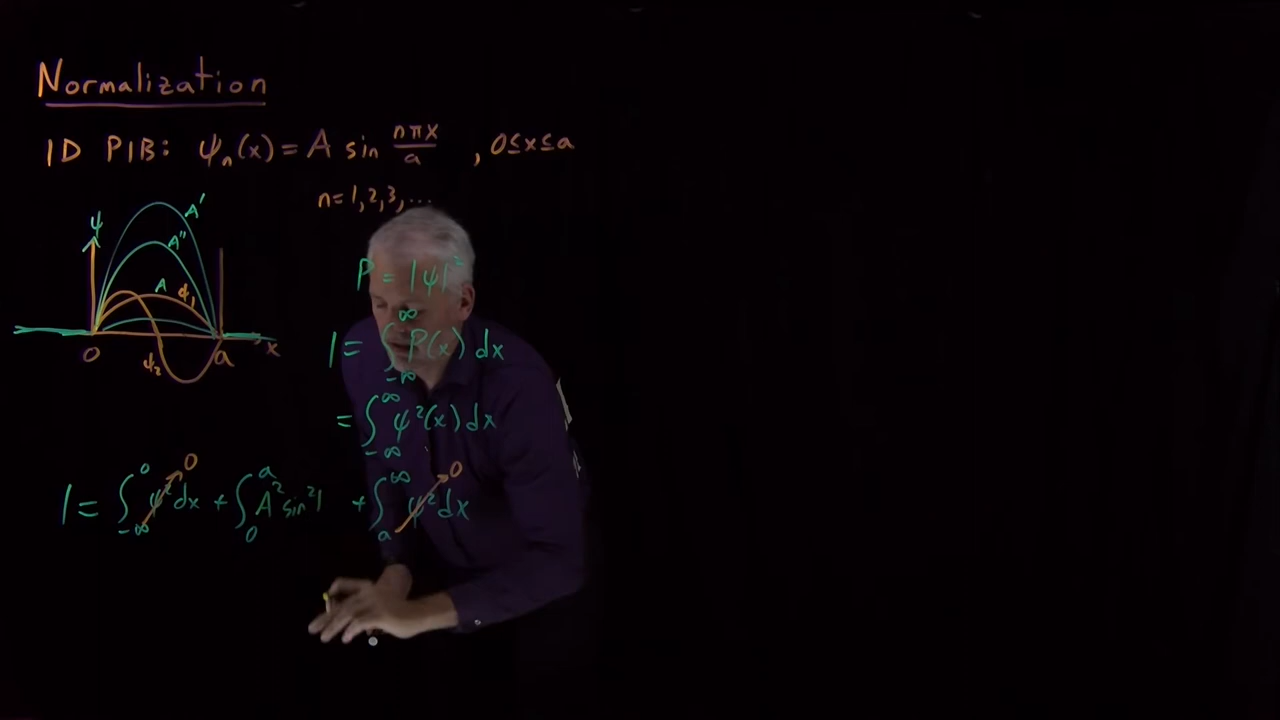 Normalization
1D PIB: ψₙ(x) = A sin nπx/a , 0≤x≤a
n=1,2,3,...
ψ A' A'' A ψ₁
0 ψ₂ a x
P = |ψ|²
1 = ∫_{-∞}^{∞} P(x) dx
= ∫_{-∞}^{∞} ψ²(x) dx
1 = ∫_{-∞}^{0} ψ² dx → 0 + ∫_{0}^{a} A² sin² + ∫_{a}^{∞} ψ² dx → 0